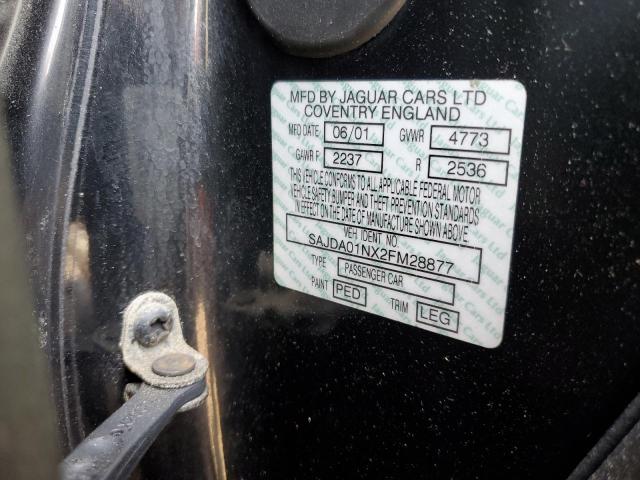 MFD BY JAGUAR CARS LTD
COVENTRY ENGLAND
MFD DATE 06/01 GVWR 4773
GAWR F 2237 R 2536
THIS VEHICLE CONFORMS TO ALL APPLICABLE FEDERAL MOTOR
VEHICLE SAFETY BUMPER AND THEFT PREVENTION STANDARDS
IN EFFECT ON THE DATE OF MANUFACTURE SHOWN ABOVE
VEH IDENT. NO.
SAJDA01NX2FM28877
TYPE PASSENGER CAR
PAINT PED TRIM LEG